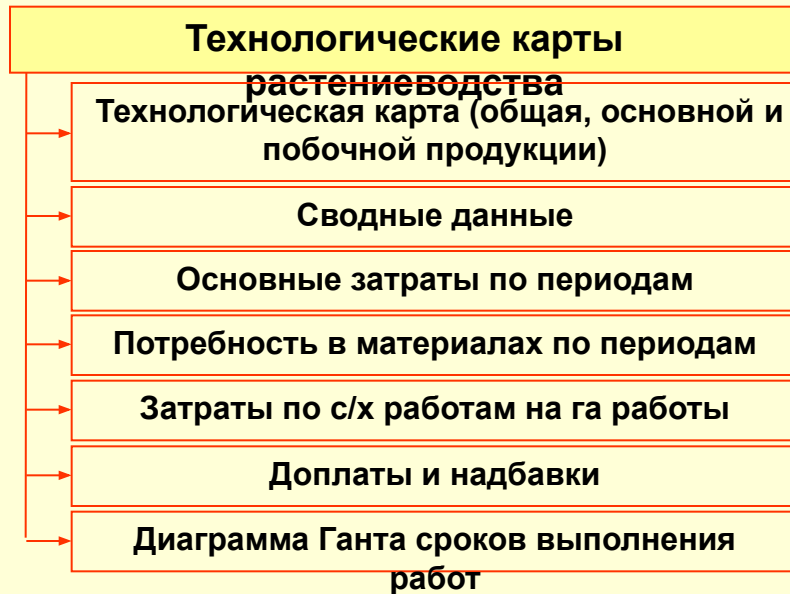 Технологические карты
растениеводства
Технологическая карта (общая, основной и
побочной продукции)
Сводные данные
Основные затраты по периодам
Потребность в материалах по периодам
Затраты по с/х работам на га работы
Доплаты и надбавки
Диаграмма Ганта сроков выполнения
работ